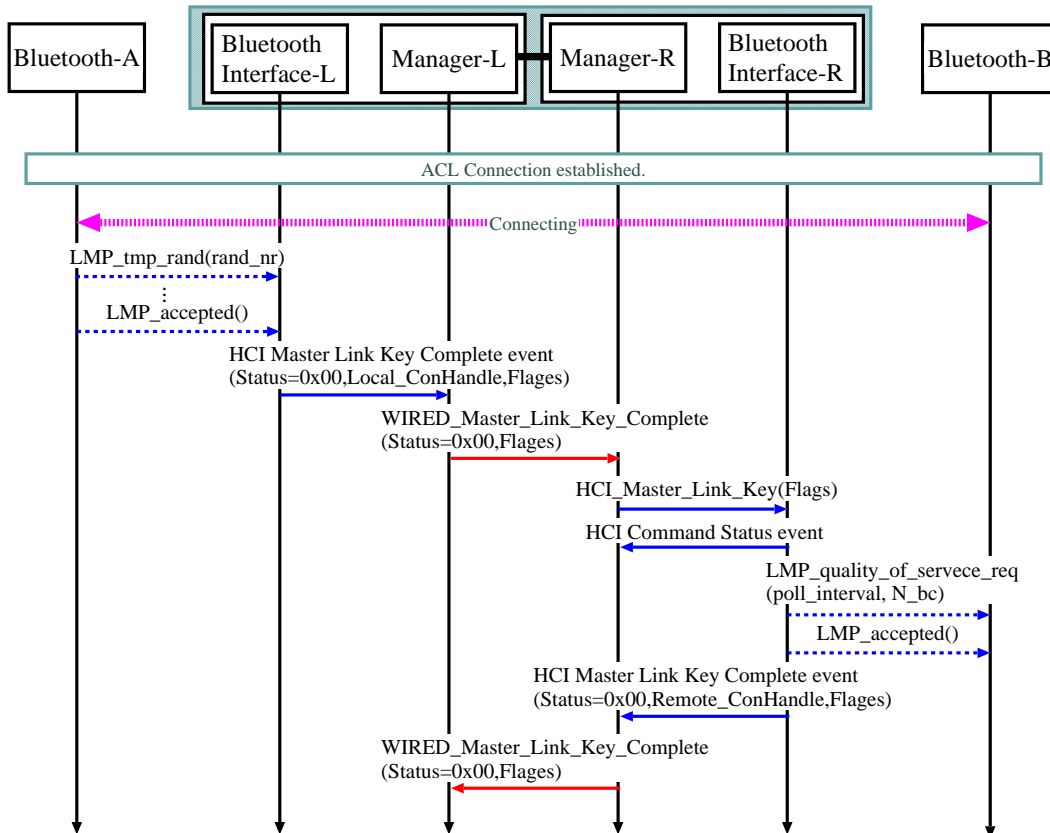 Bluetooth-A
Bluetooth
Interface-L
Manager-L
Manager-R
Bluetooth
Interface-R
Bluetooth-B
ACL Connection established.
Connecting
LMP_tmp_rand(rand_nr)
...
LMP_accepted()
HCI Master Link Key Complete event
(Status=0x00,Local_ConHandle,Flages)
WIRED_Master_Link_Key_Complete
(Status=0x00,Flages)
HCI_Master_Link_Key(Flags)
HCI Command Status event
LMP_quality_of_servece_req
(poll_interval, N_bc)
LMP_accepted()
HCI Master Link Key Complete event
(Status=0x00,Remote_ConHandle,Flages)
WIRED_Master_Link_Key_Complete
(Status=0x00,Flages)